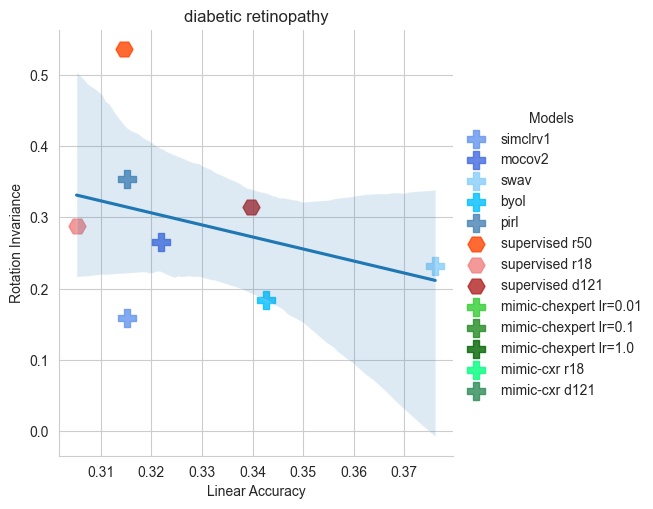 diabetic retinopathy
Rotation Invariance
0.5
0.4
0.3
0.2
0.1
0.0
0.31 0.32 0.33 0.34 0.35 0.36 0.37
Linear Accuracy
Models
simclrv1
mocov2
swav
byol
pirl
supervised r50
supervised r18
supervised d121
mimic-chexpert lr=0.01
mimic-chexpert lr=0.1
mimic-chexpert lr=1.0
mimic-cxr r18
mimic-cxr d121